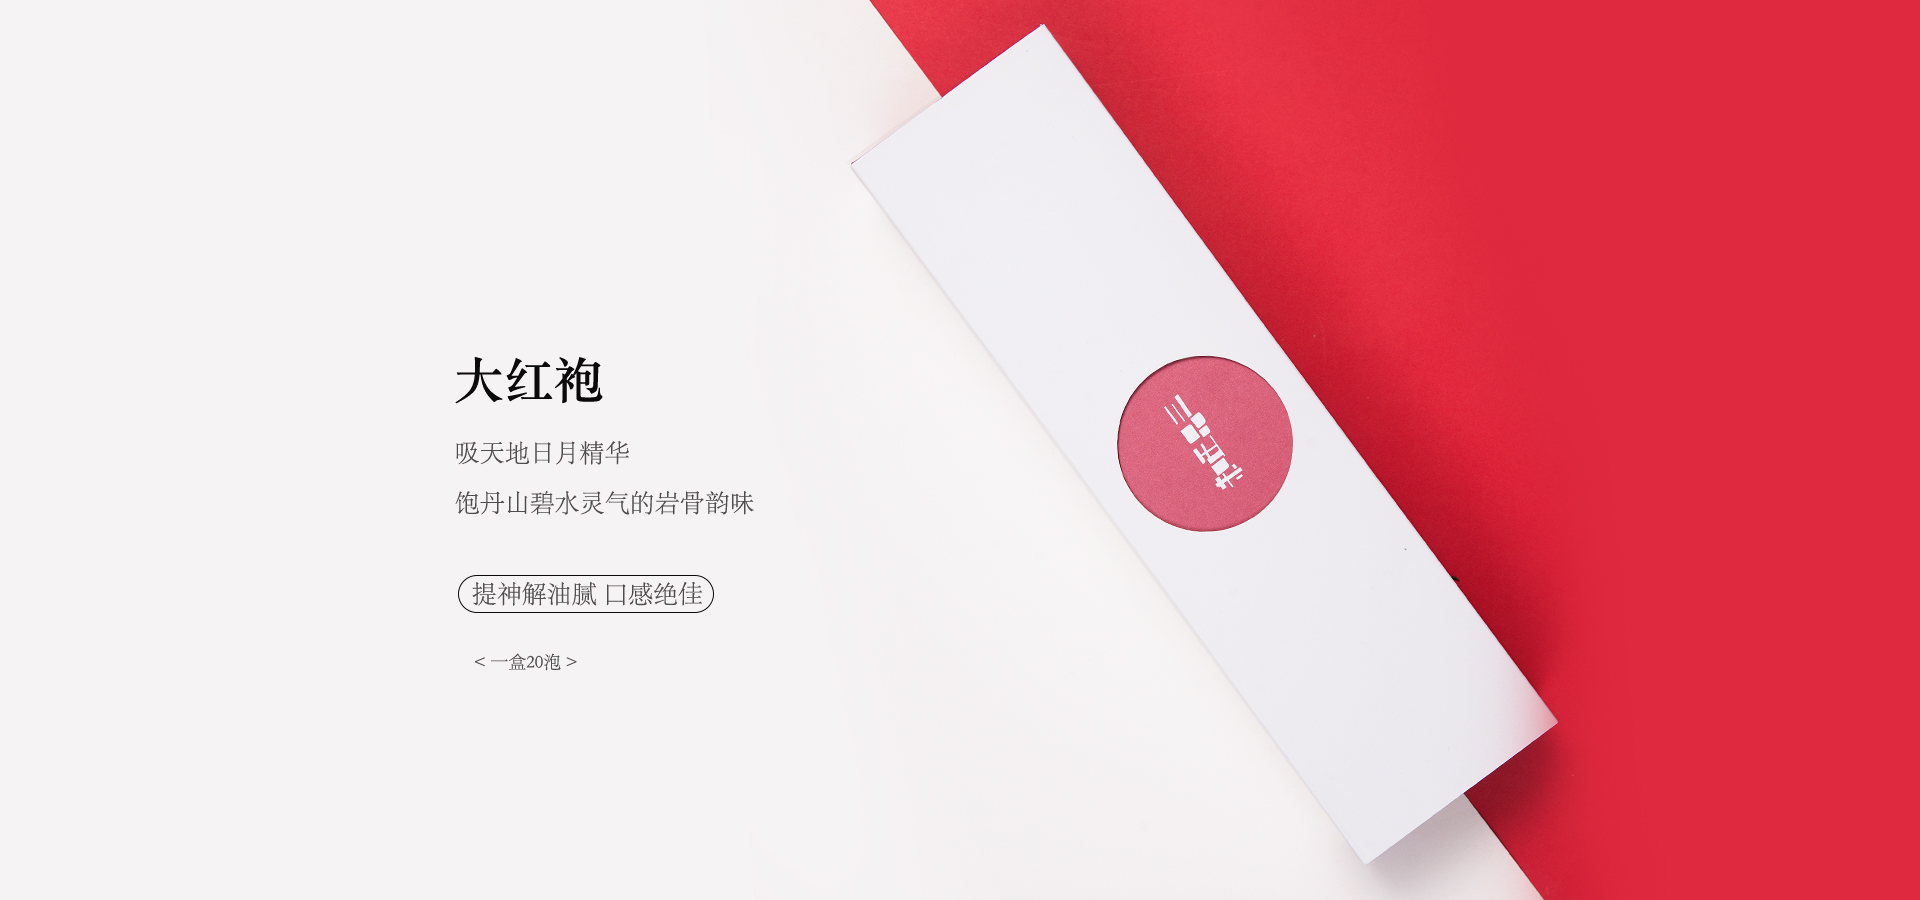 大红袍
吸天地日月精华
饱丹山碧水灵气的岩骨韵味
提神解油腻 口感绝佳
< 一盒20泡 >